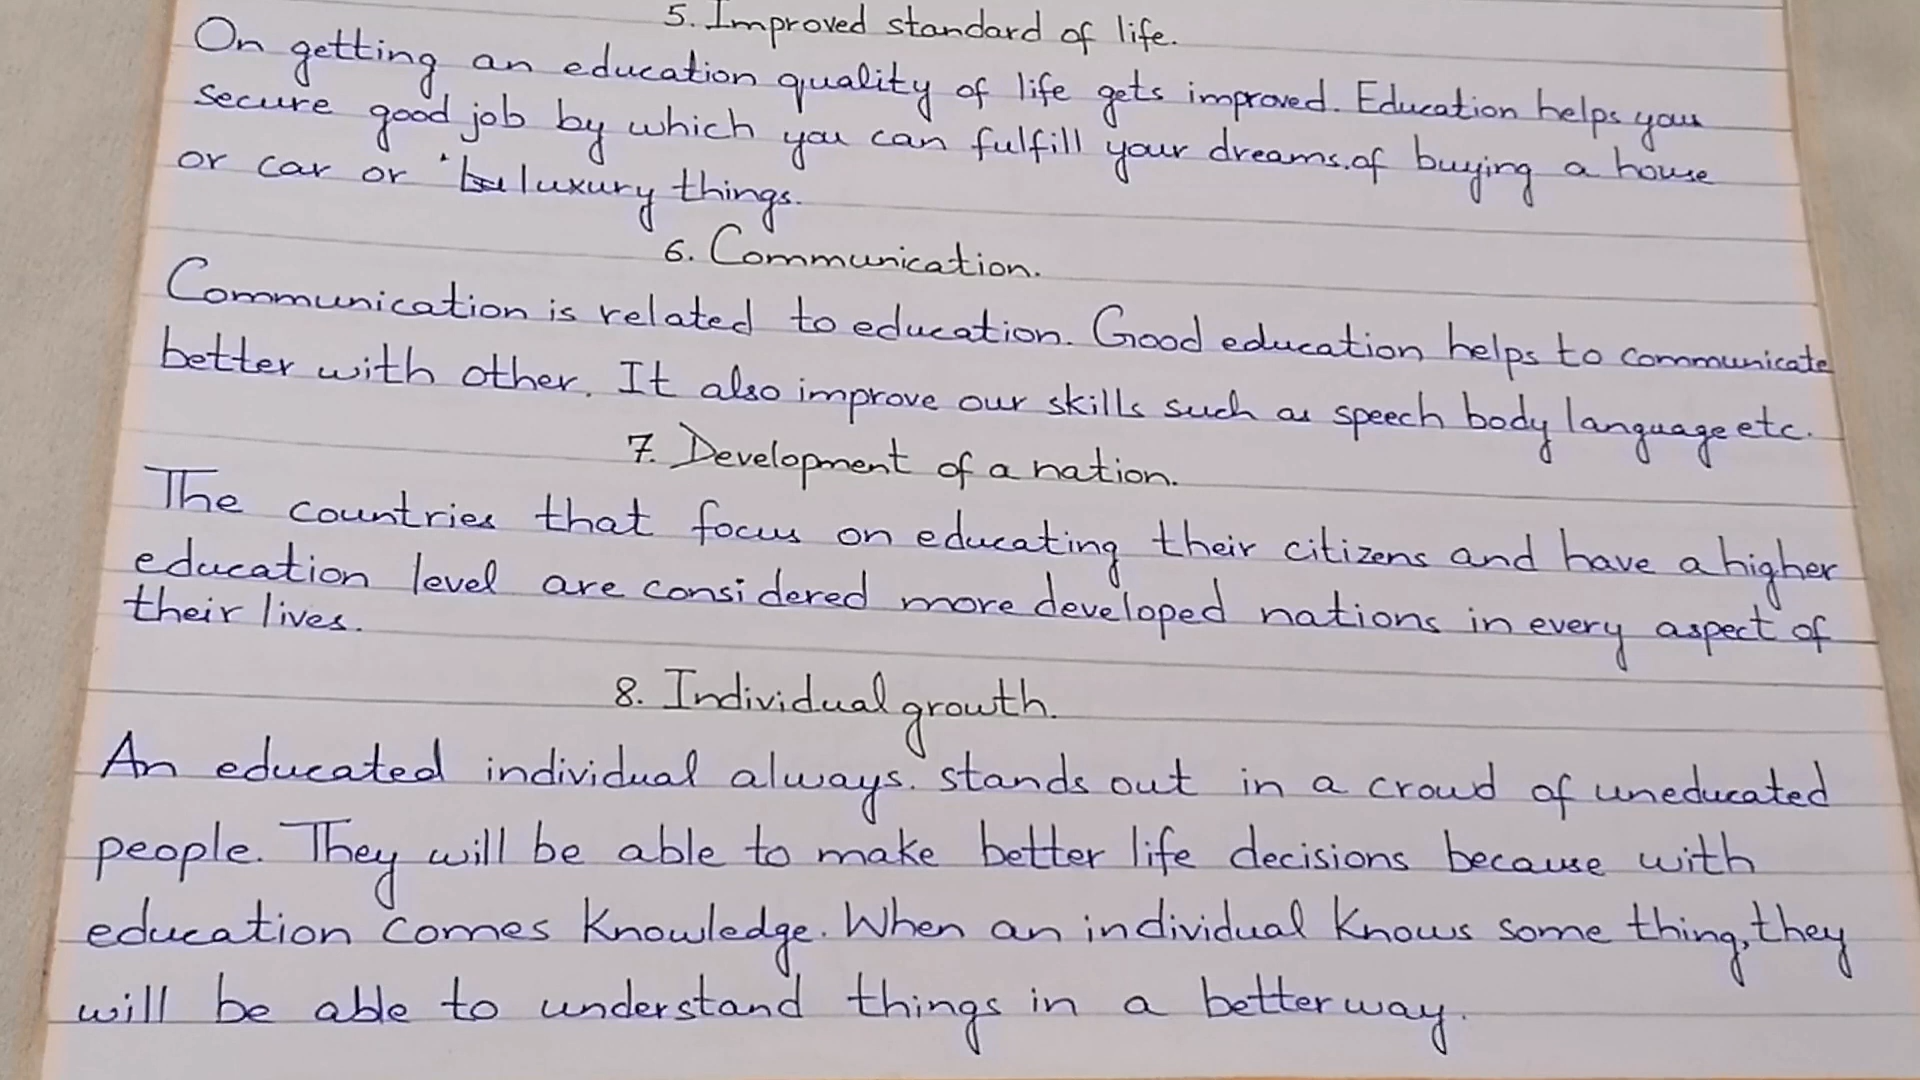 5. Improved standard of life.
On getting an education quality of life gets improved. Education helps you
secure good job by which you can fulfill your dreams.of buying a house
or car or luxury things.
6. Communication.
Communication is related to education. Good education helps to communicate
better with other. It also improve our skills such as speech body language etc.
7. Development of a nation.
The countries that focus on educating their citizens and have a higher
education level are considered more developed nations in every aspect of
their lives.
8. Individual growth.
An educated individual always. stands out in a crowd of uneducated
people. They will be able to make better life decisions because with
education comes Knowledge. When an individual Knows some thing, they
will be able to understand things in a better way.